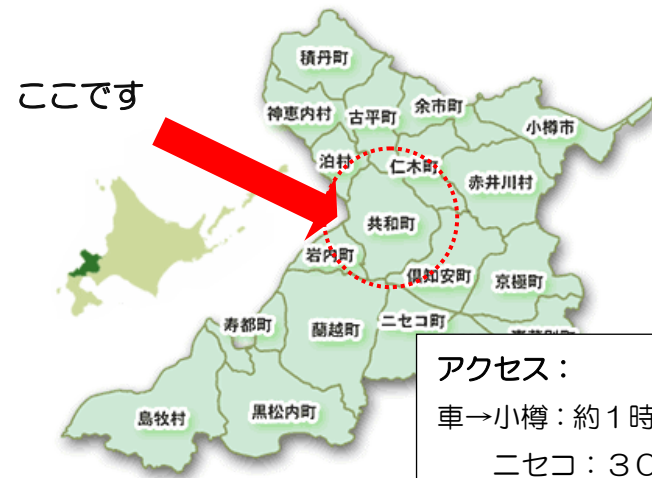 ここです
積丹町
神恵内村
古平町
余市町
小樽市
泊村
仁木町
赤井川村
共和町
岩内町
倶知安町
京極町
寿都町
蘭越町
ニセコ町
島牧村
黒松内町
アクセス：
車→小樽：約１時
ニセコ：３０